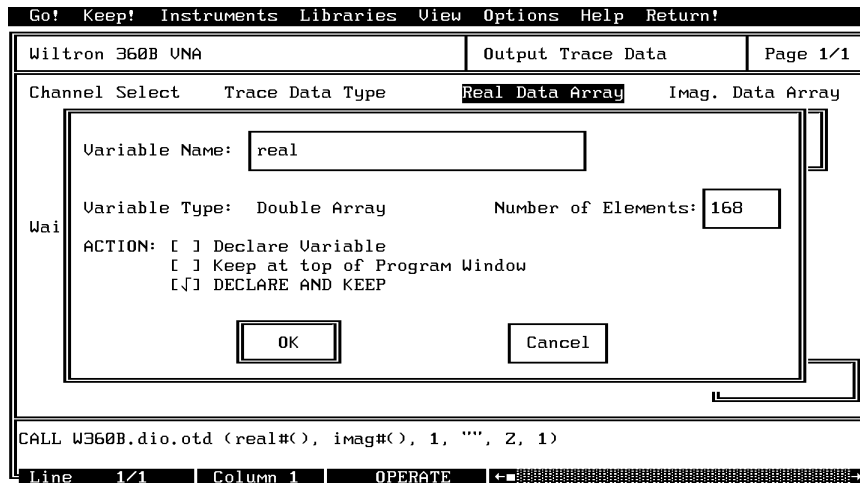 Go! Keep! Instruments Libraries View Options Help Return!
Wiltron 360B VNA Output Trace Data Page 1/1
Channel Select Trace Data Type Real Data Array Imag. Data Array
Variable Name: real
Variable Type: Double Array Number of Elements: 168
Wai
ACTION: [ ] Declare Variable
[ ] Keep at top of Program Window
[√] DECLARE AND KEEP
OK Cancel
CALL W360B.dio.otd (real#(), imag#(), 1, "", 2, 1)
Line 1/1 Column 1 OPERATE